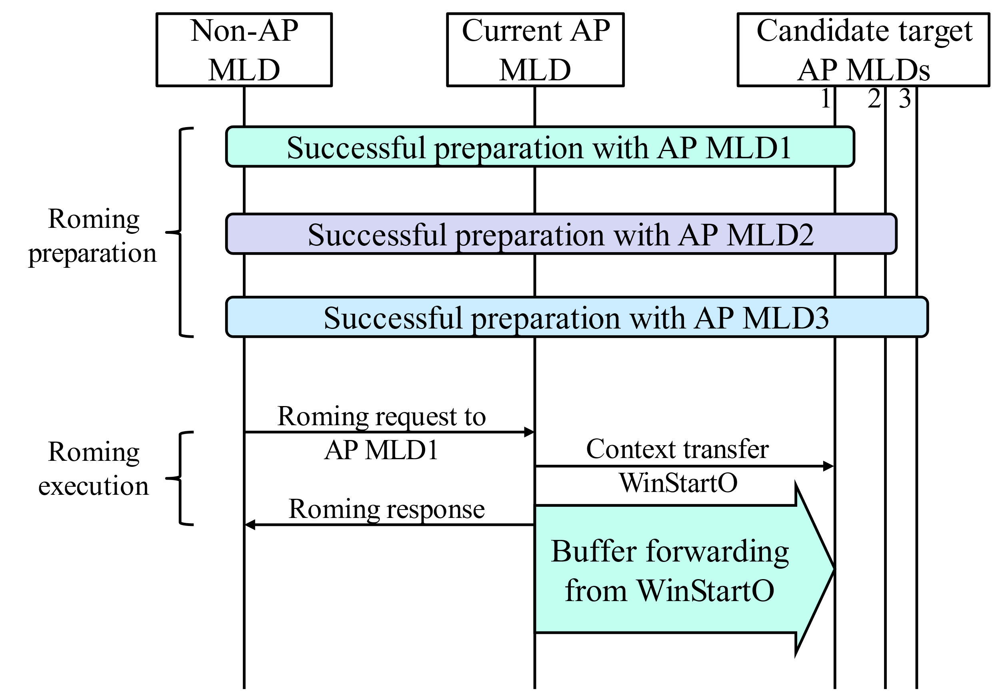 Non-AP
MLD
Current AP
MLD
Candidate target
AP MLDs
1
2
3
Successful preparation with AP MLD1
Roming
preparation
Successful preparation with AP MLD2
Successful preparation with AP MLD3
Roming request to
AP MLD1
Roming
execution
Context transfer
WinStartO
Roming response
Buffer forwarding
from WinStartO